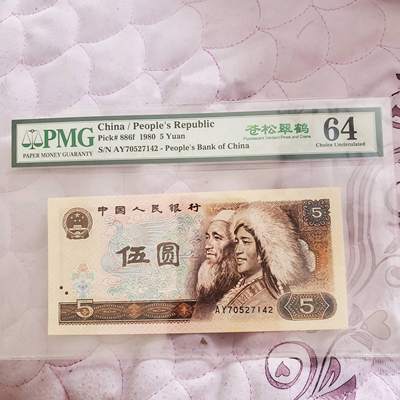 PMG
PAPER MONEY GUARANTY
China / People's Republic
Pick# 886f 1980 5 Yuan
S/N AY70527142 - People's Bank of China
苍松翠鹤
64
Choice Uncirculated
中国人民银行
5
伍圆
5
5
AY70527142